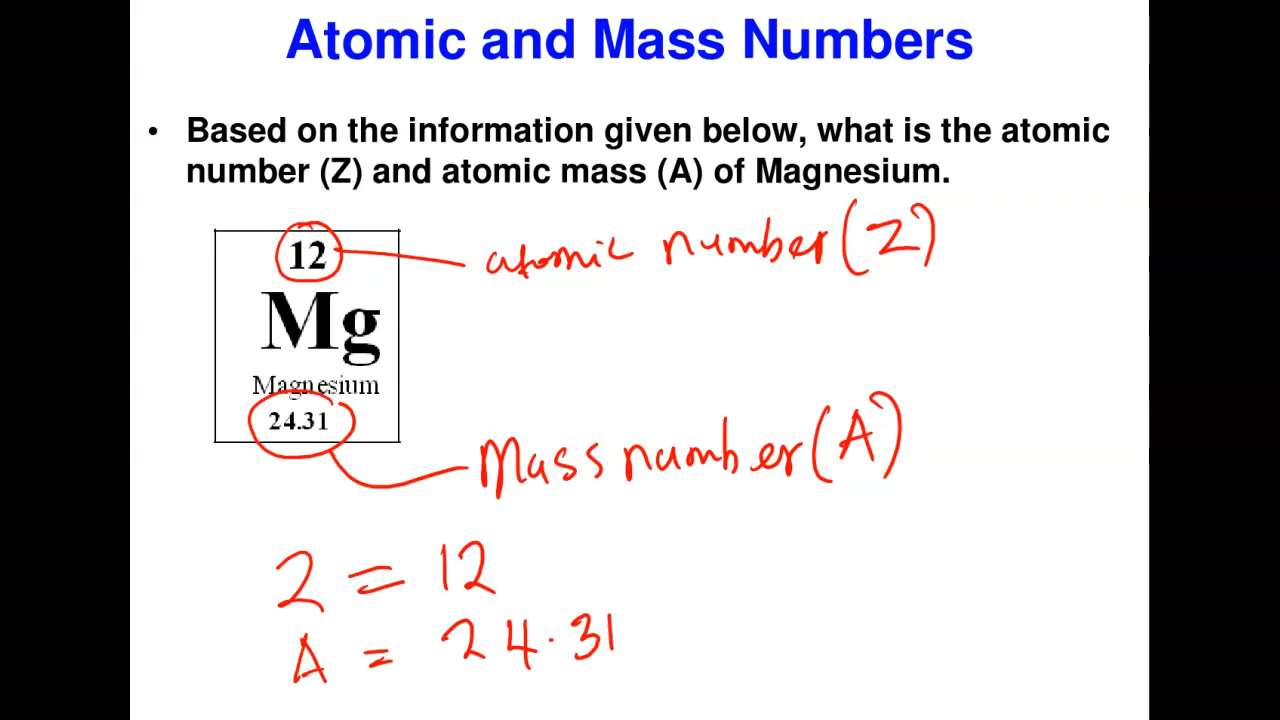 Atomic and Mass Numbers
• Based on the information given below, what is the atomic
number (Z) and atomic mass (A) of Magnesium.
12
atomic number (Z)
Mg
Magnesium
24.31
Mass number (A)
Z = 12
A = 24.31